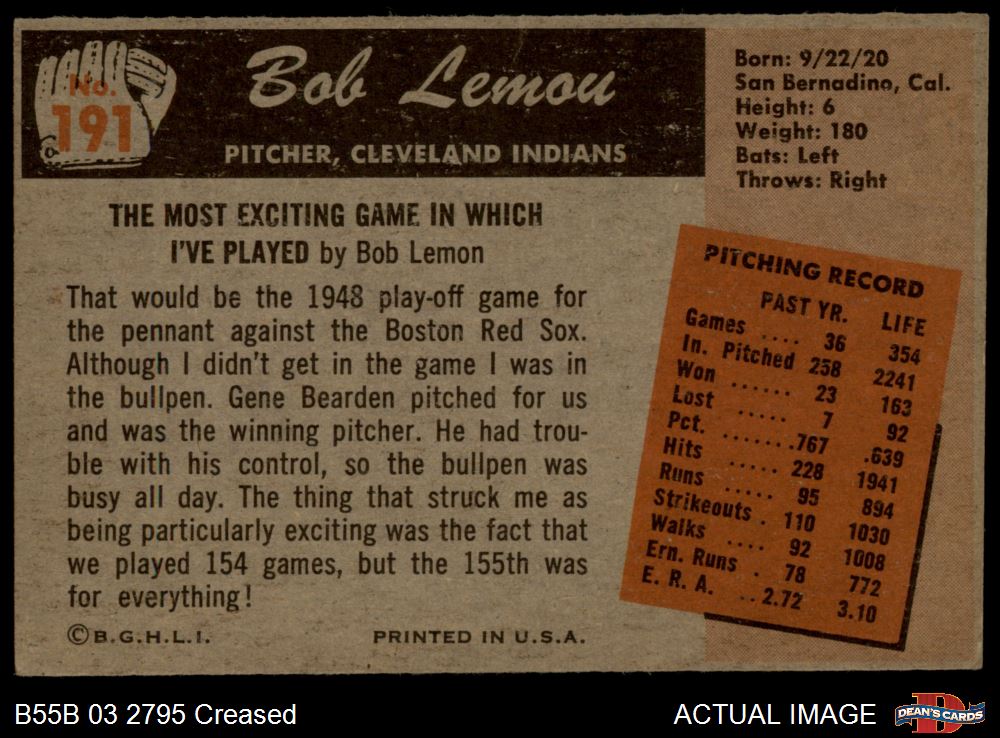 No.
191
Bob Lemon
PITCHER, CLEVELAND INDIANS
Born: 9/22/20
San Bernadino, Cal.
Height: 6
Weight: 180
Bats: Left
Throws: Right
THE MOST EXCITING GAME IN WHICH
I'VE PLAYED by Bob Lemon
That would be the 1948 play-off game for
the pennant against the Boston Red Sox.
Although I didn't get in the game I was in
the bullpen. Gene Bearden pitched for us
and was the winning pitcher. He had trou-
ble with his control, so the bullpen was
busy all day. The thing that struck me as
being particularly exciting was the fact that
we played 154 games, but the 155th was
for everything!
©B.G.H.L.I. PRINTED IN U.S.A.
PITCHING RECORD
PAST YR. LIFE
Games .... 36 354
In. Pitched 258 2241
Won ...... 23 163
Lost ..... 7 92
Pct. ....... .767 .639
Hits ..... 228 1941
Runs ..... 95 894
Strikeouts . 110 1030
Walks .... 92 1008
Ern. Runs . 78 772
E. R. A. .. 2.72 3.10
B55B 03 2795 Creased
ACTUAL IMAGE
D
DEAN'S CARDS